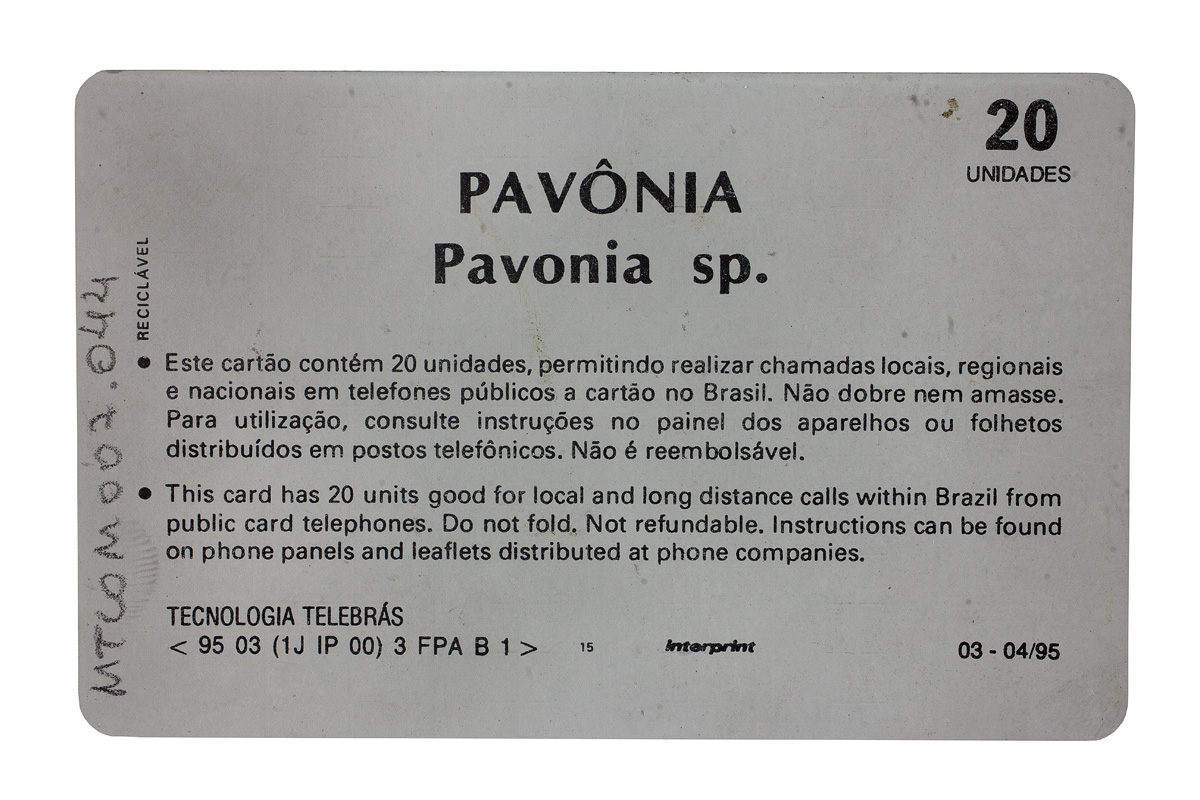 20
UNIDADES
PAVÔNIA
Pavonia sp.
RECICLÁVEL
MTCOM 007.044
• Este cartão contém 20 unidades, permitindo realizar chamadas locais, regionais
e nacionais em telefones públicos a cartão no Brasil. Não dobre nem amasse.
Para utilização, consulte instruções no painel dos aparelhos ou folhetos
distribuídos em postos telefônicos. Não é reembolsável.
• This card has 20 units good for local and long distance calls within Brazil from
public card telephones. Do not fold. Not refundable. Instructions can be found
on phone panels and leaflets distributed at phone companies.
TECNOLOGIA TELEBRÁS
< 95 03 (1J IP 00) 3 FPA B 1 > 15 interprint 03 - 04/95